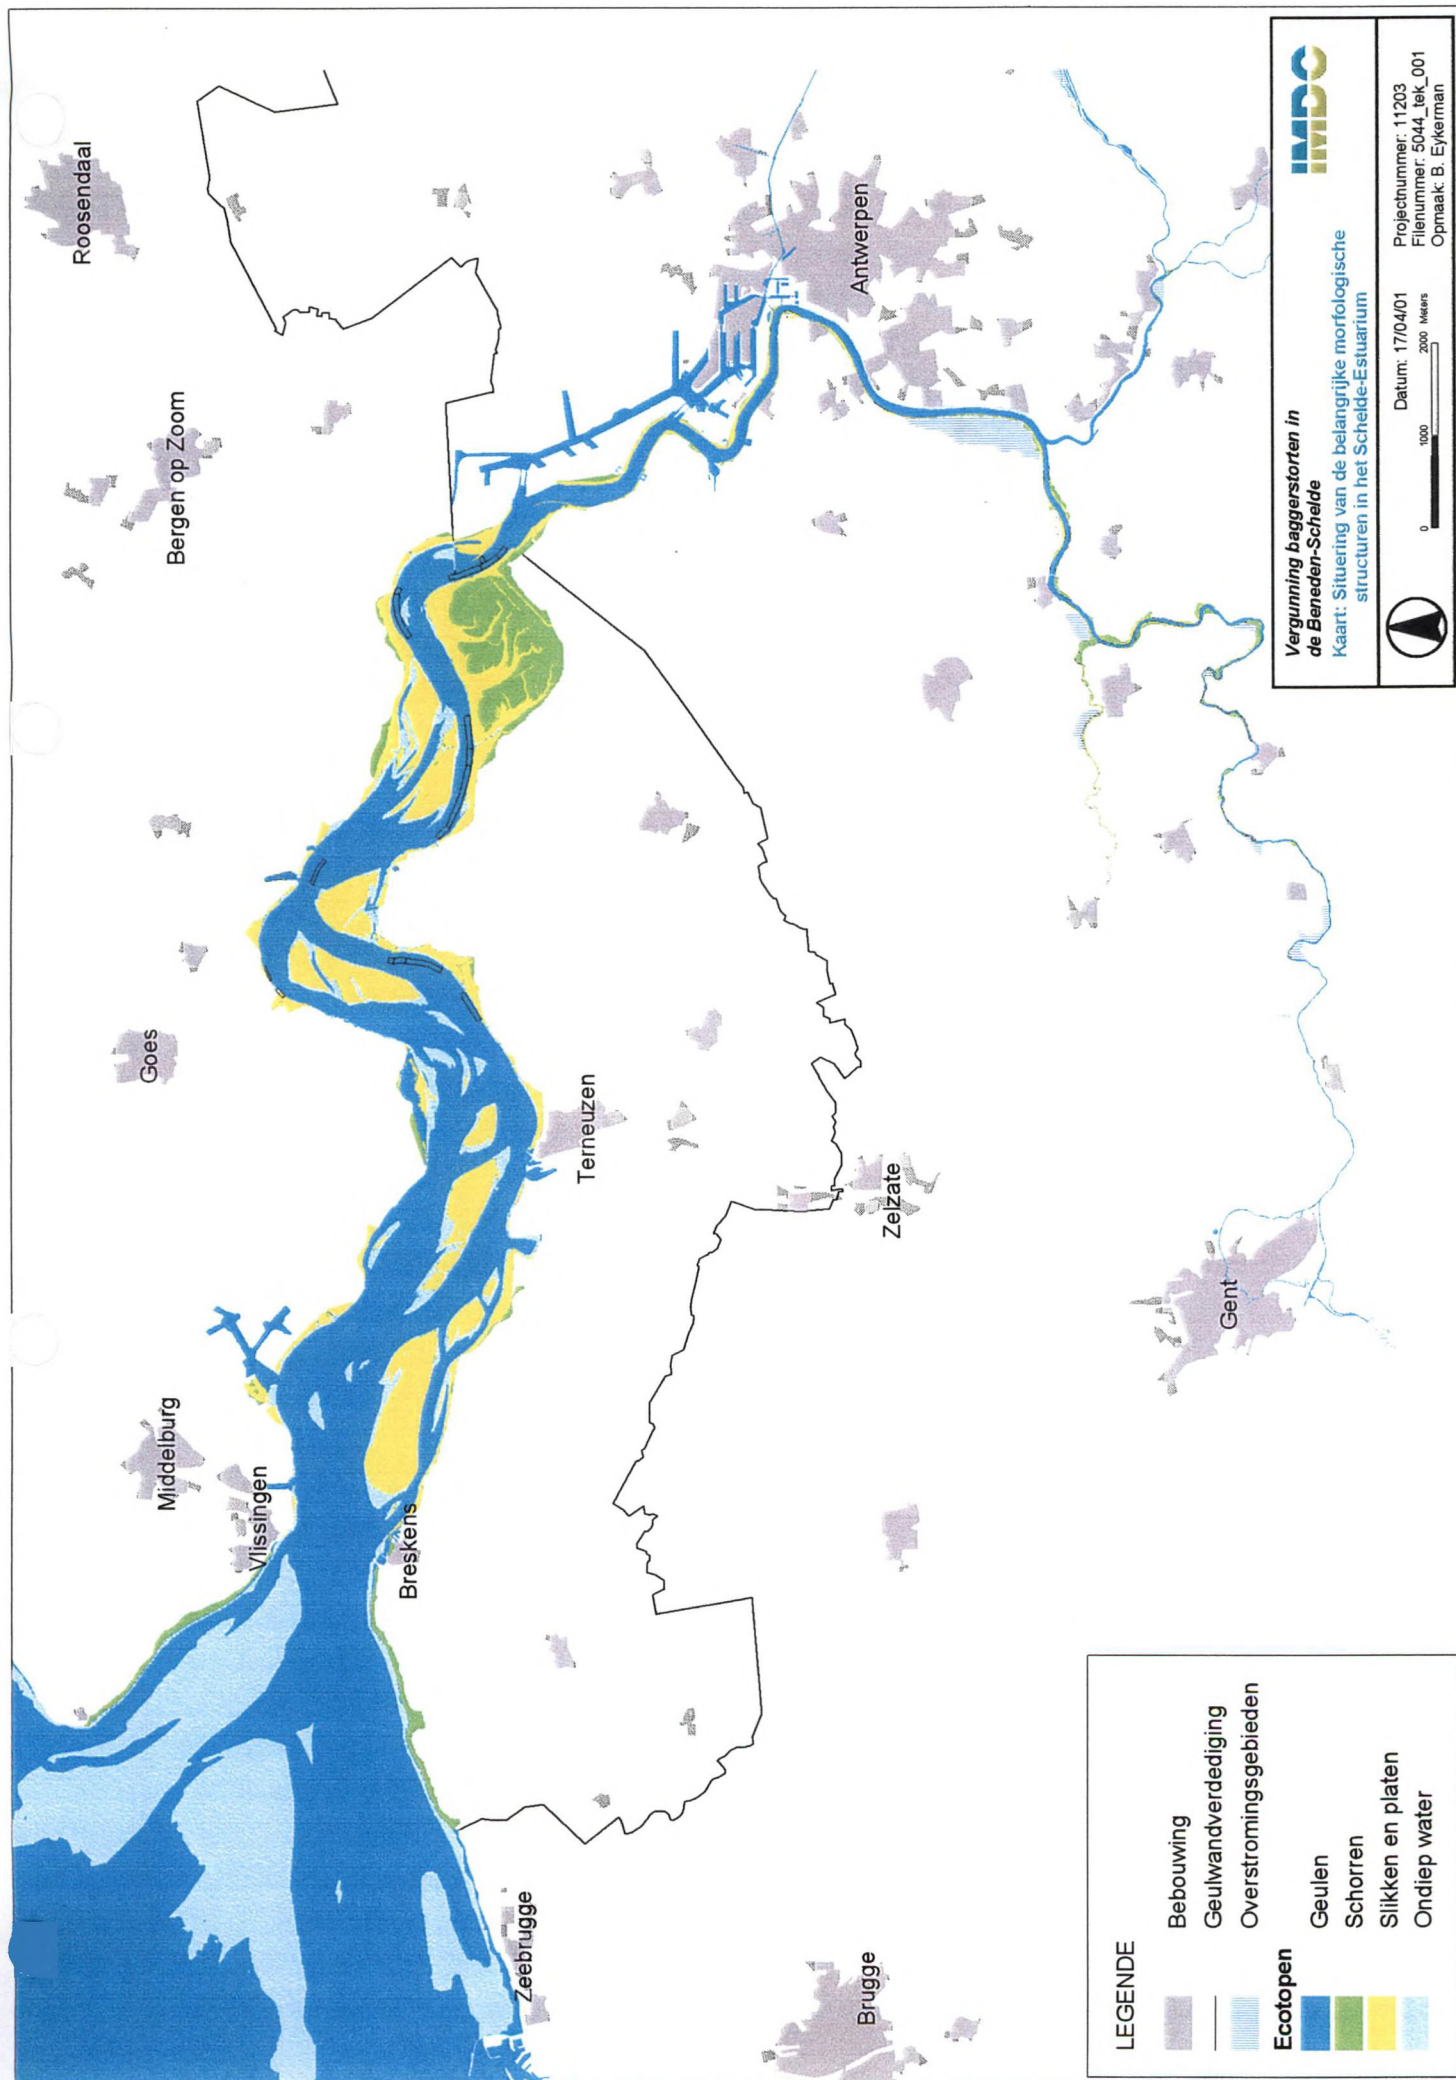 Roosendaal
Bergen op Zoom
Goes
Middelburg
Vlissingen
Breskens
Terneuzen
Zelzate
Zeebrugge
Brugge
Gent
Antwerpen
LEGENDE
Bebouwing
Geulwandverdediging
Overstromingsgebieden
Ecotopen
Geulen
Schorren
Slikken en platen
Ondiep water
Vergunning baggerstorten in
de Beneden-Schelde
IMDC
Kaart: Situering van de belangrijke morfologische
structuren in het Schelde-Estuarium
Datum: 17/04/01
0 1000 2000 Meters
Projectnummer: 11203
Filenummer: 5044_tek_001
Opmaak: B. Eykerman